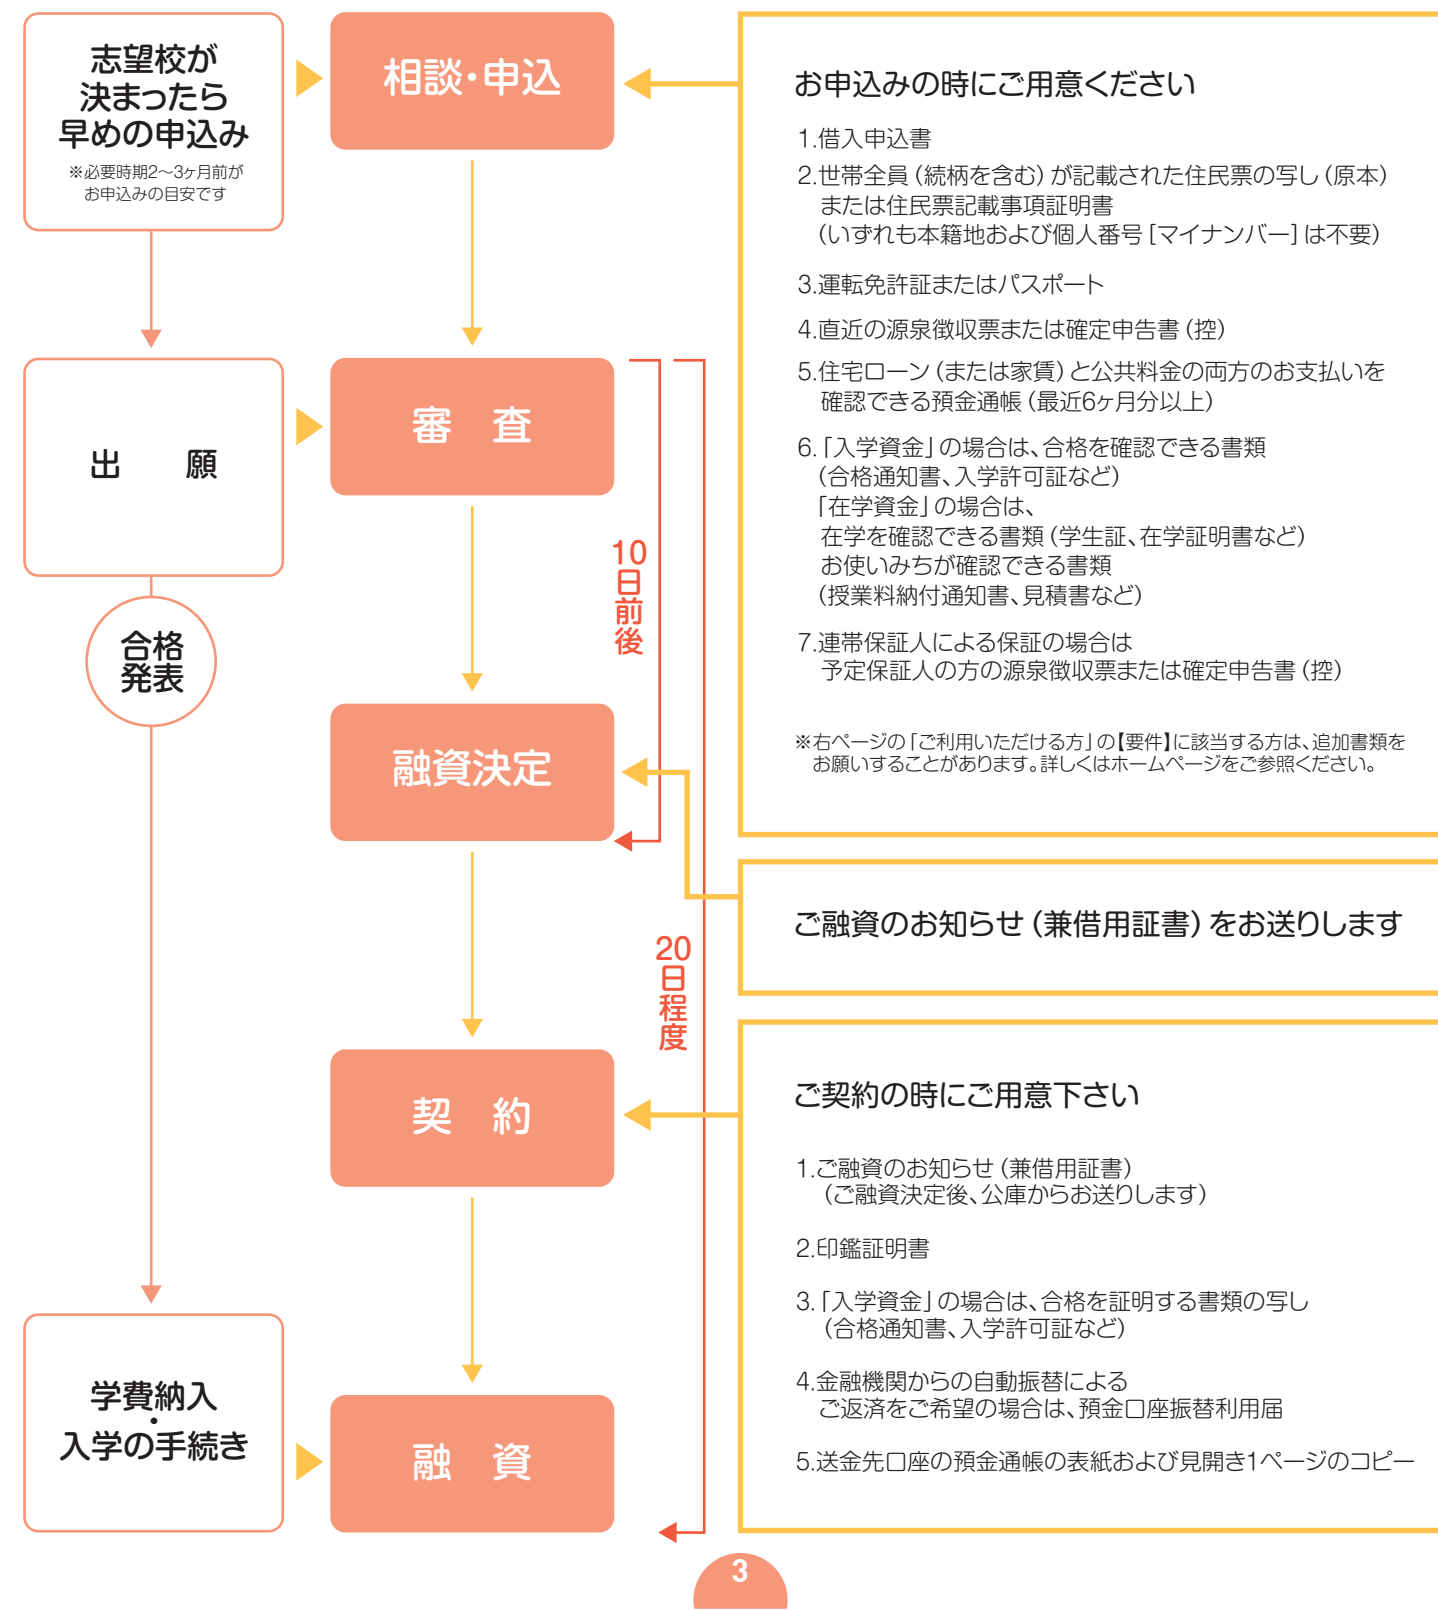 志望校が
決まったら
早めの申込み
※必要時期2〜3ヶ月前が
お申込みの目安です
出　願
合格
発表
学費納入
・
入学の手続き
相談・申込
審　査
融資決定
契　約
融　資
10日前後
20日程度
お申込みの時にご用意ください
1.借入申込書
2.世帯全員（続柄を含む）が記載された住民票の写し（原本）
または住民票記載事項証明書
（いずれも本籍地および個人番号［マイナンバー］は不要）
3.運転免許証またはパスポート
4.直近の源泉徴収票または確定申告書（控）
5.住宅ローン（または家賃）と公共料金の両方のお支払いを
確認できる預金通帳（最近6ヶ月分以上）
6.「入学資金」の場合は、合格を確認できる書類
（合格通知書、入学許可証など）
「在学資金」の場合は、
在学を確認できる書類（学生証、在学証明書など）
お使いみちが確認できる書類
（授業料納付通知書、見積書など）
7.連帯保証人による保証の場合は
予定保証人の方の源泉徴収票または確定申告書（控）
※右ページの「ご利用いただける方」の【要件】に該当する方は、追加書類を
お願いすることがあります。詳しくはホームページをご参照ください。
ご融資のお知らせ（兼借用証書）をお送りします
ご契約の時にご用意下さい
1.ご融資のお知らせ（兼借用証書）
（ご融資決定後、公庫からお送りします）
2.印鑑証明書
3.「入学資金」の場合は、合格を証明する書類の写し
（合格通知書、入学許可証など）
4.金融機関からの自動振替による
ご返済をご希望の場合は、預金口座振替利用届
5.送金先口座の預金通帳の表紙および見開き1ページのコピー
3